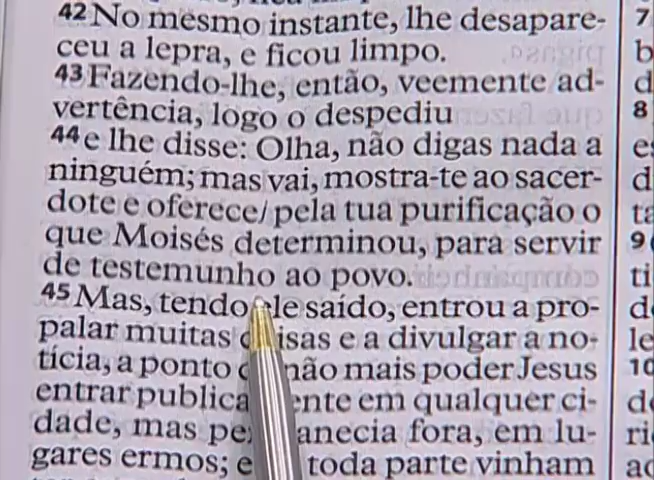 42 No mesmo instante, lhe desapare-
ceu a lepra, e ficou limpo.
43 Fazendo-lhe, então, veemente ad-
vertência, logo o despediu
44 e lhe disse: Olha, não digas nada a
ninguém; mas vai, mostra-te ao sacer-
dote e oferece pela tua purificação o
que Moisés determinou, para servir
de testemunho ao povo.
45 Mas, tendo ele saído, entrou a pro-
palar muitas isas e a divulgar a no-
tícia, a ponto não mais poder Jesus
entrar publica ente em qualquer ci-
dade, mas pe anecia fora, em lu-
gares ermos; e toda parte vinham
7
8
9
10